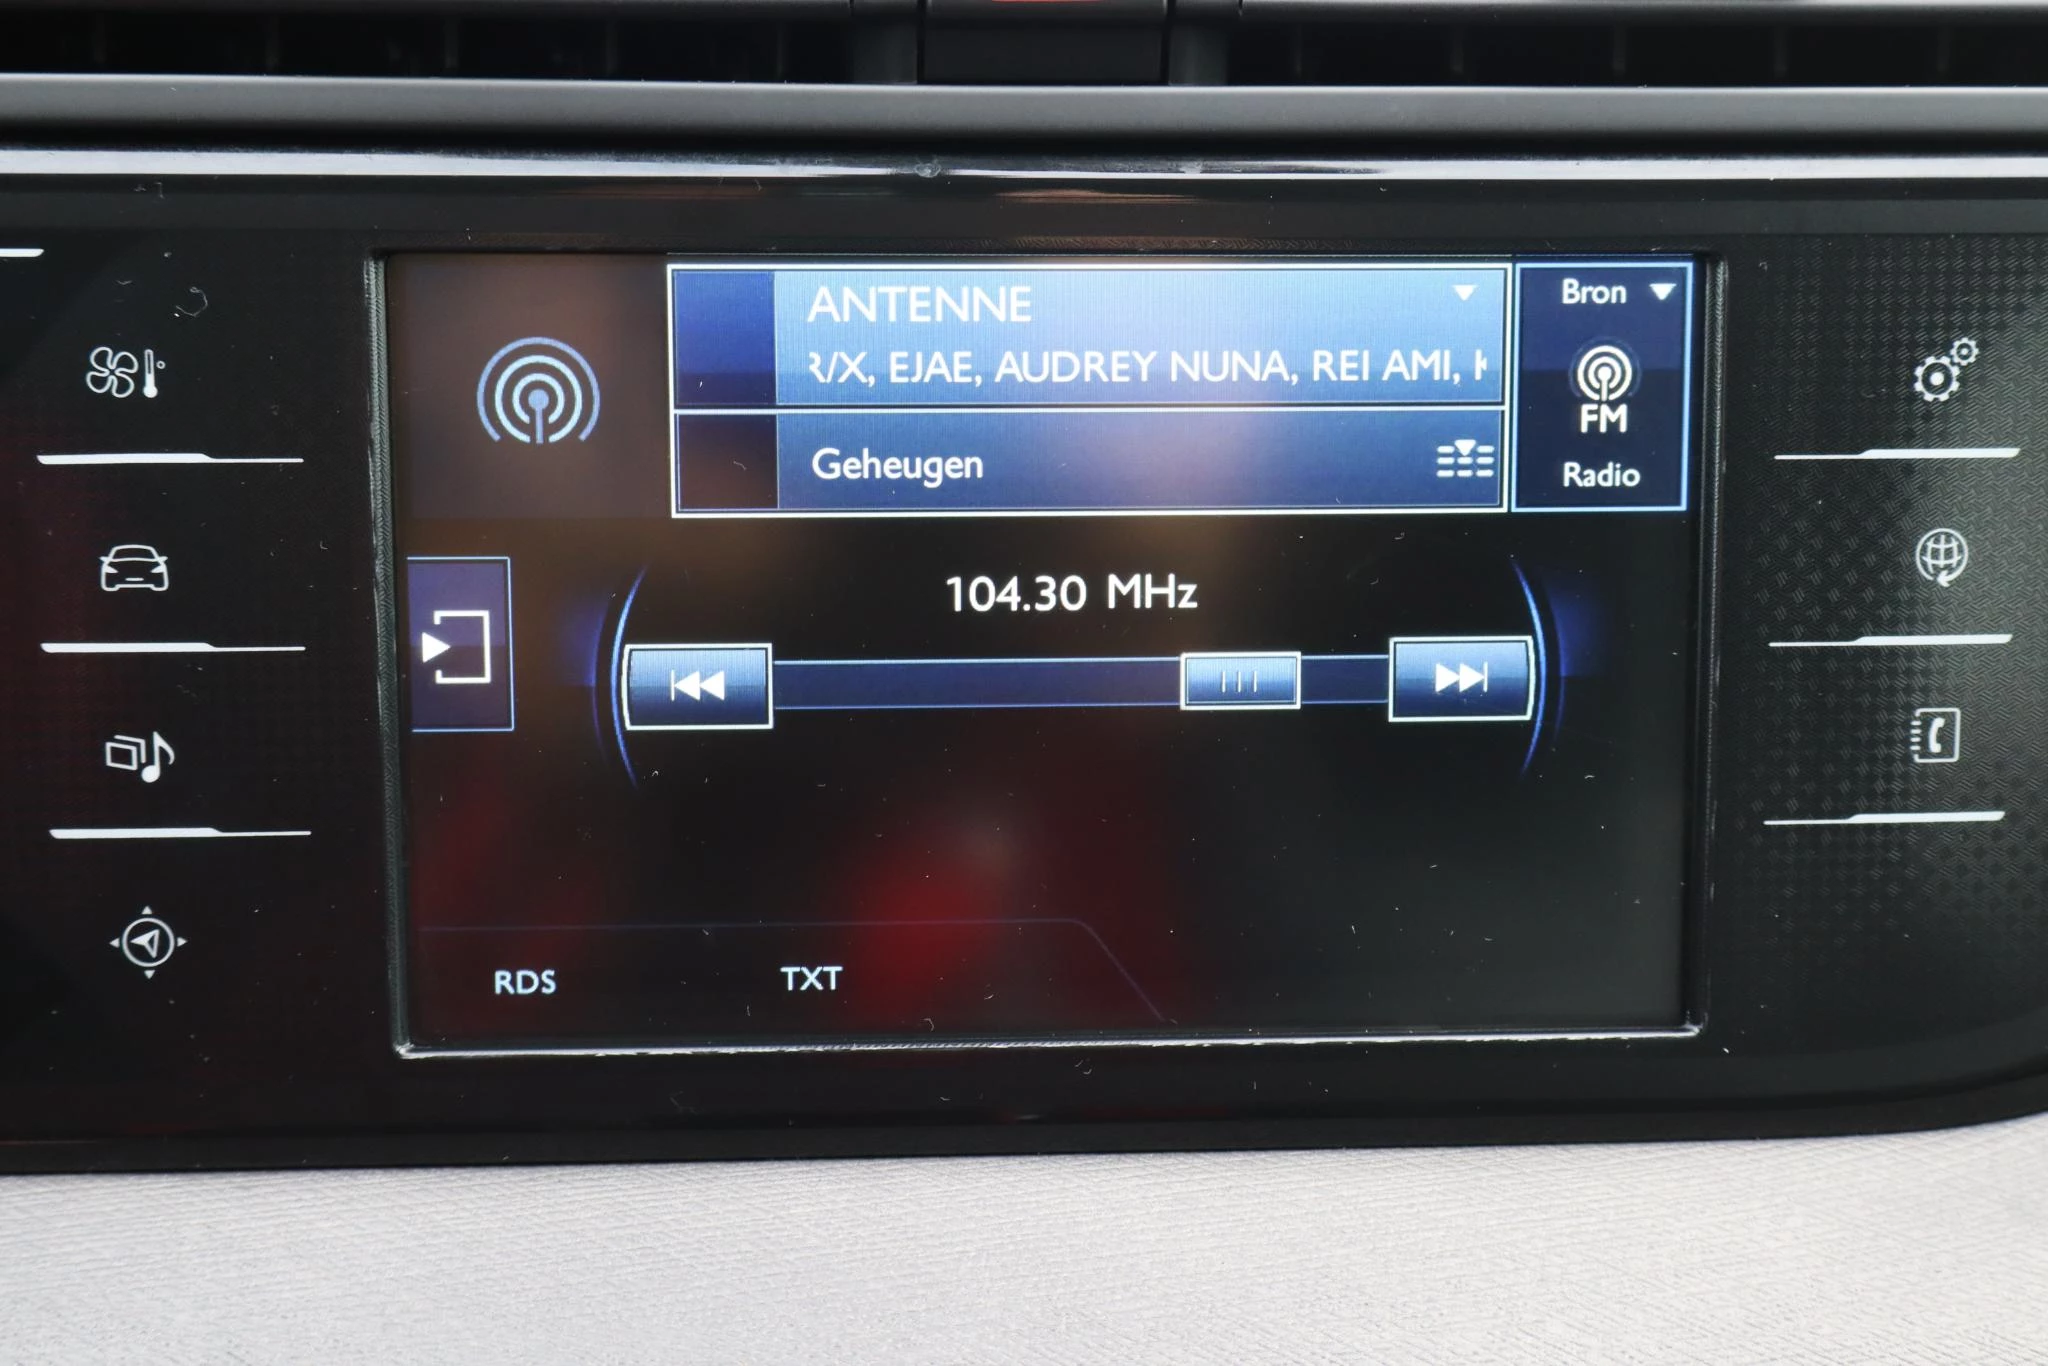 ANTENNE
R/X, EJAE, AUDREY NUNA, REI AMI,
Geheugen
Bron
FM
Radio
104.30 MHz
RDS
TXT